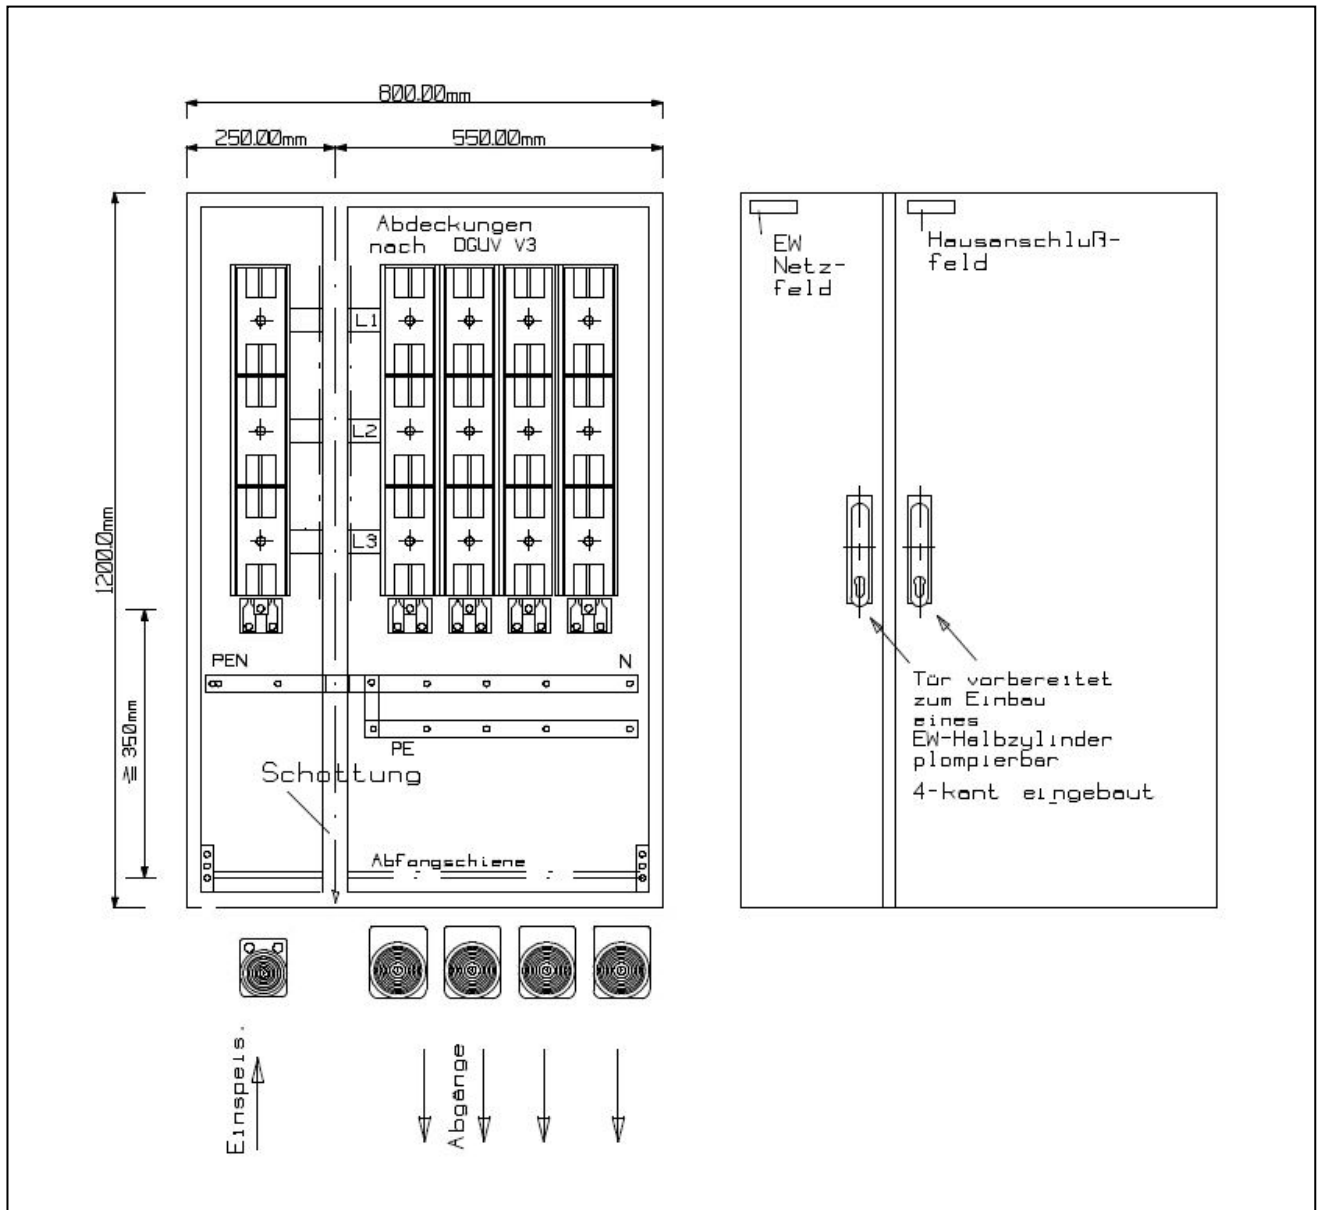 800.00mm
250.00mm
550.00mm
1200.0mm
≥ 350mm
Abdeckungen
nach DGUV V3
L1
L2
L3
PEN
N
PE
Schottung
Abfangschiene
Einspeis.
Abgänge
EW
Netz-
feld
Hausanschluß-
feld
Tür vorbereitet
zum Einbau
eines
EW-Halbzylinder
plompierbar
4-kant eingebaut